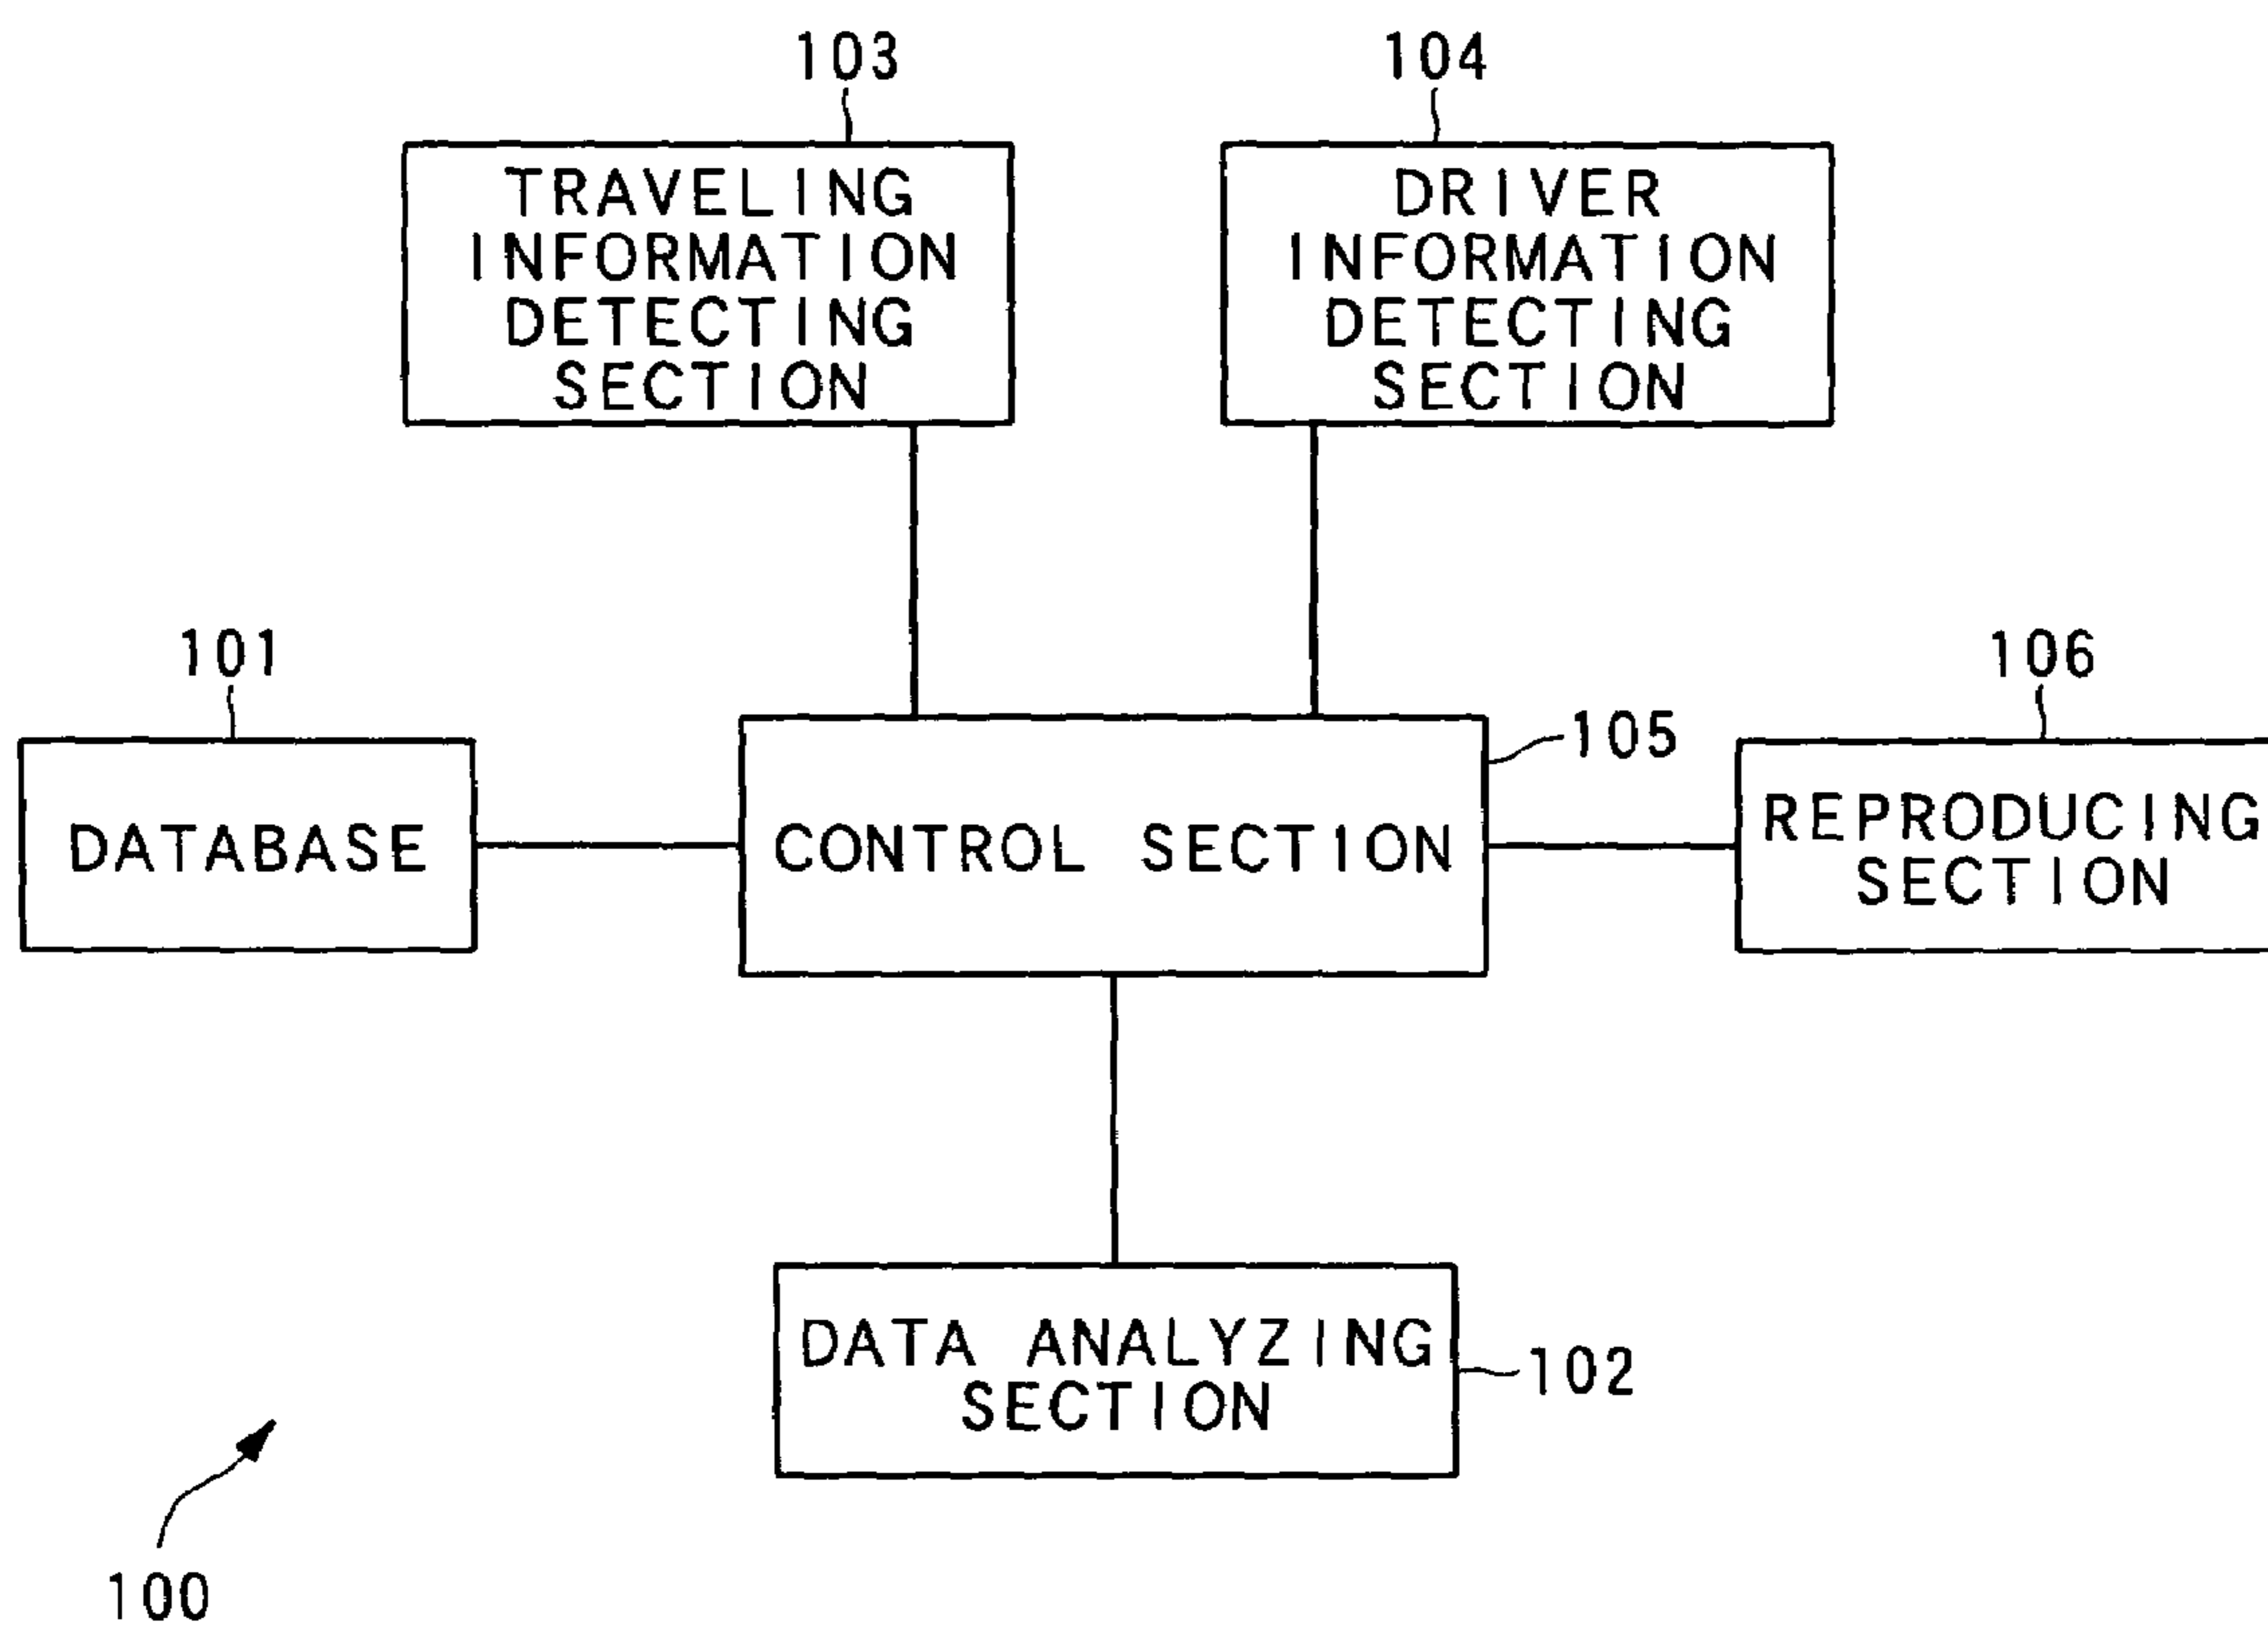 103
104
TRAVELING
INFORMATION
DETECTING
SECTION
DRIVER
INFORMATION
DETECTING
SECTION
101
106
105
DATABASE
CONTROL SECTION
REPRODUCING
SECTION
DATA ANALYZING
SECTION
102
100